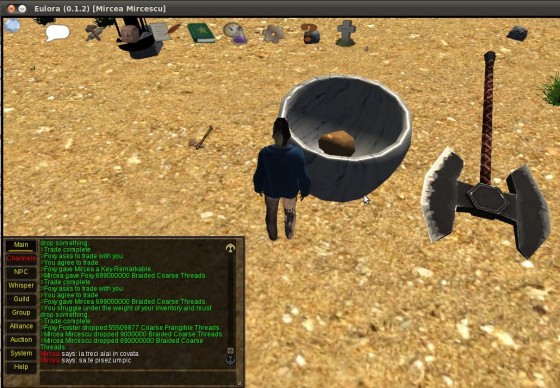 Eulora (0.1.2) [Mircea Mircescu]
Main
Channels
NPC
Whisper
Guild
Group
Alliance
Auction
System
Help
drop something.
>Trade complete
>Foxy asks to trade with you.
>You agree to trade.
>Foxy gave Mircea a Key Remarkable.
>Mircea gave Foxy 699000000 Braided Coarse Threads.
>Trade complete
>Foxy asks to trade with you.
>You agree to trade.
>Foxy gave Mircea 699000000 Braided Coarse Threads.
>You struggle under the weight of your inventory and must
drop something.
>Trade complete
>Foxy Forster dropped 55509877 Coarse Frangible Threads.
>Mircea Mircescu dropped 9000000 Braided Coarse Threads.
>Mircea Mircescu dropped 690000000 Braided Coarse
Threads.
Mircea says: ia treci aiai in covata
Mircea says: sa te pisez umpic